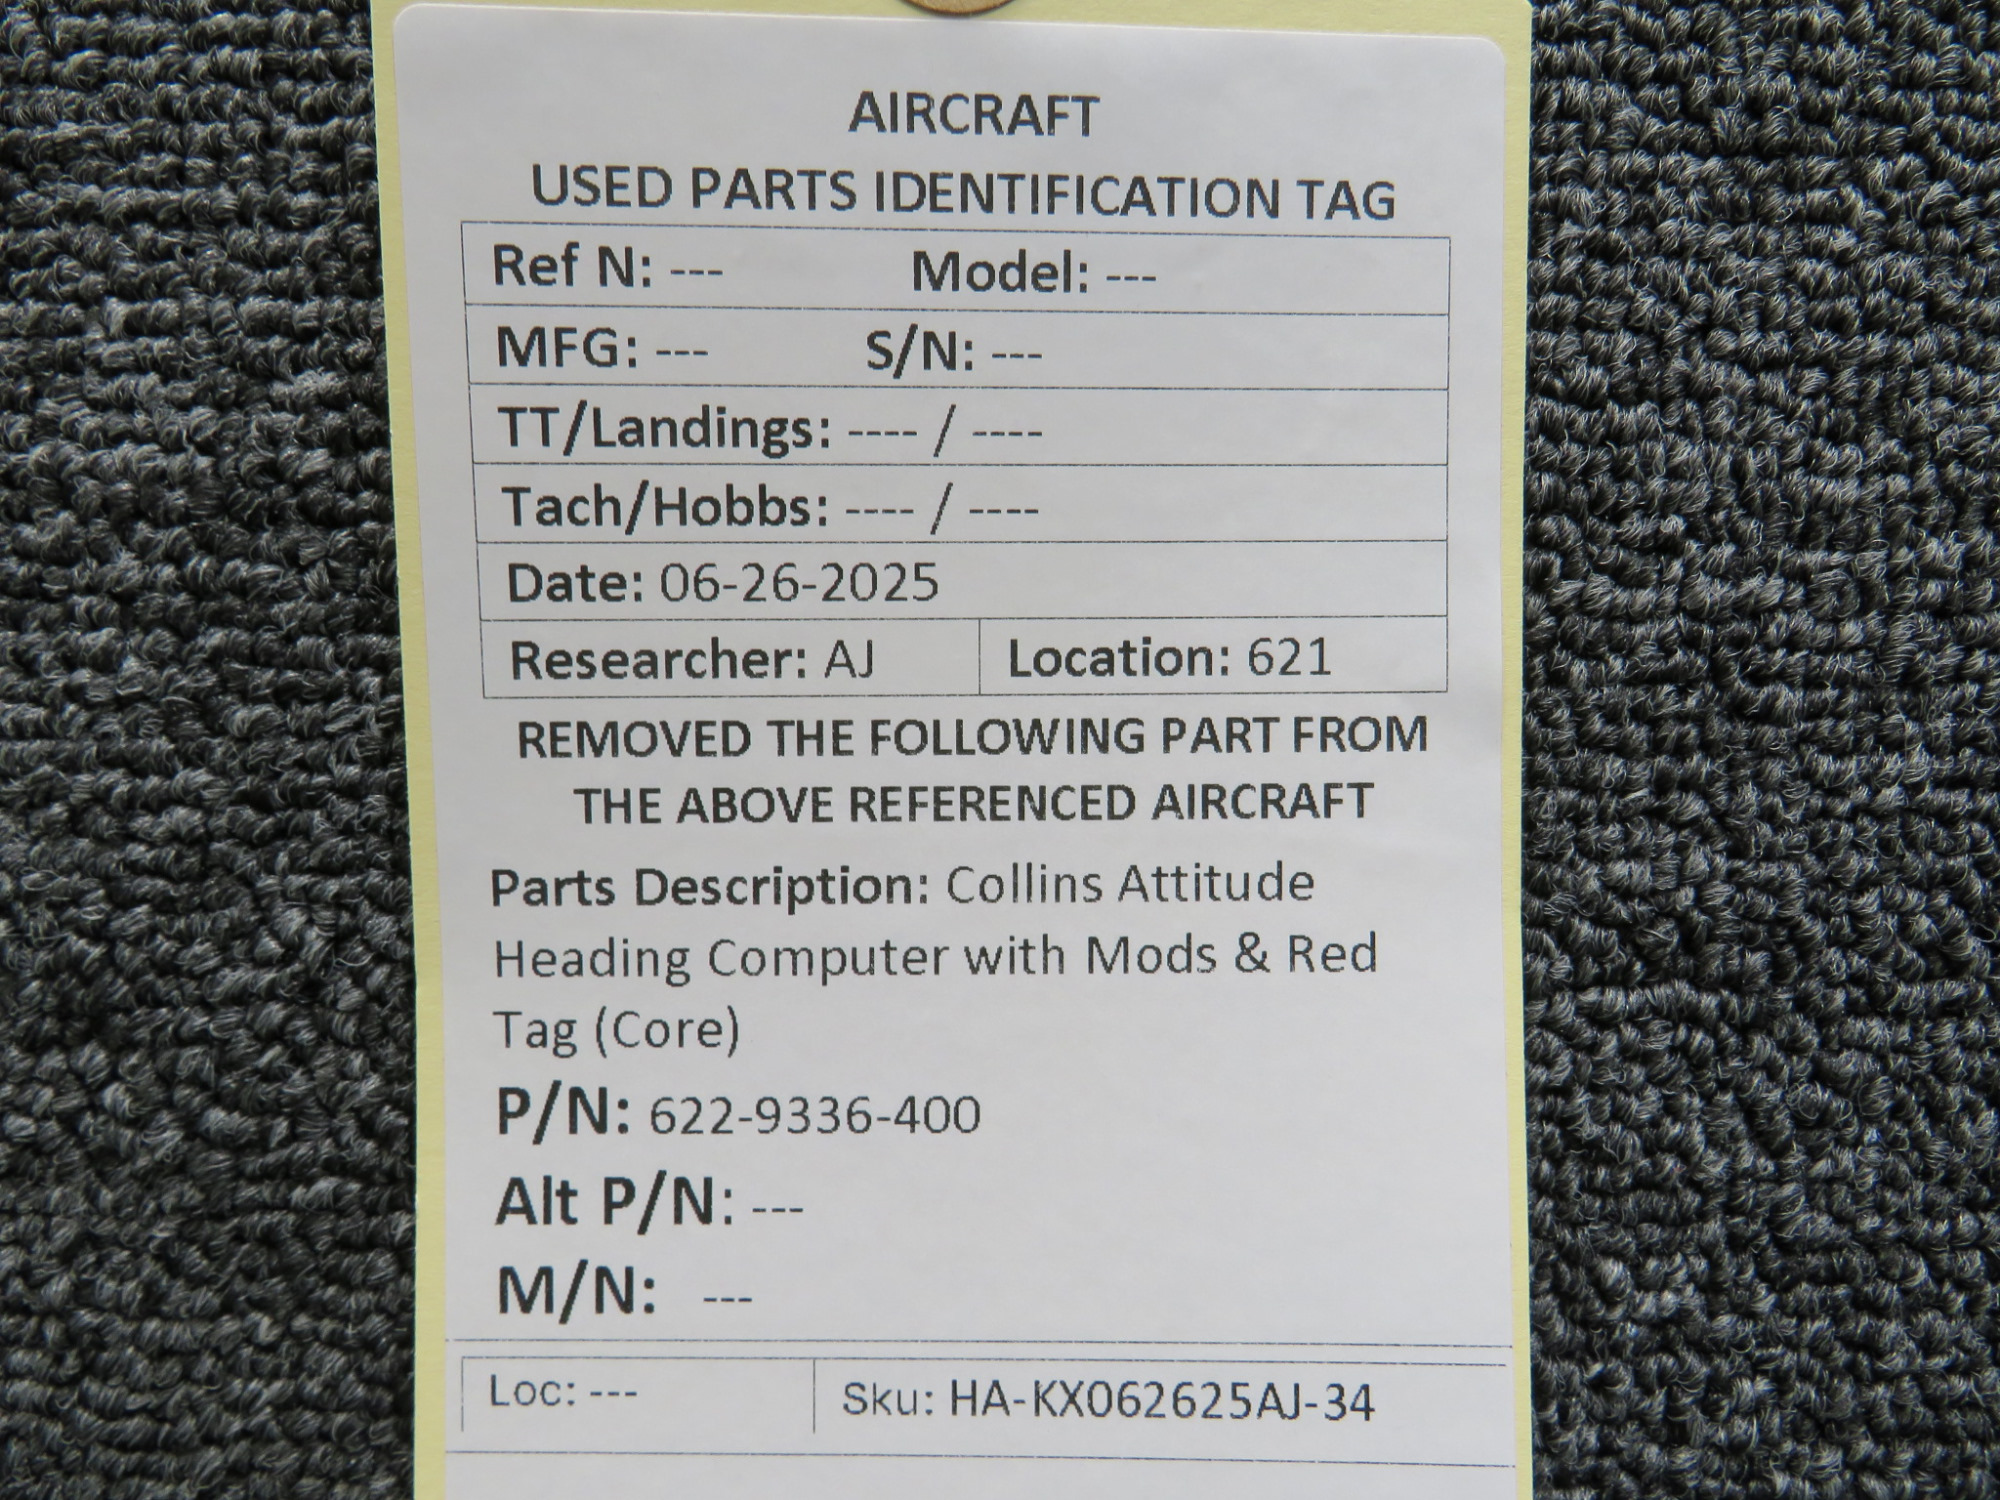 AIRCRAFT
USED PARTS IDENTIFICATION TAG
Ref N: --- Model: ---
MFG: --- S/N: ---
TT/Landings: ---- / ----
Tach/Hobbs: ---- / ----
Date: 06-26-2025
Researcher: AJ Location: 621
REMOVED THE FOLLOWING PART FROM
THE ABOVE REFERENCED AIRCRAFT
Parts Description: Collins Attitude
Heading Computer with Mods & Red
Tag (Core)
P/N: 622-9336-400
Alt P/N: ---
M/N: ---
Loc: --- Sku: HA-KX062625AJ-34